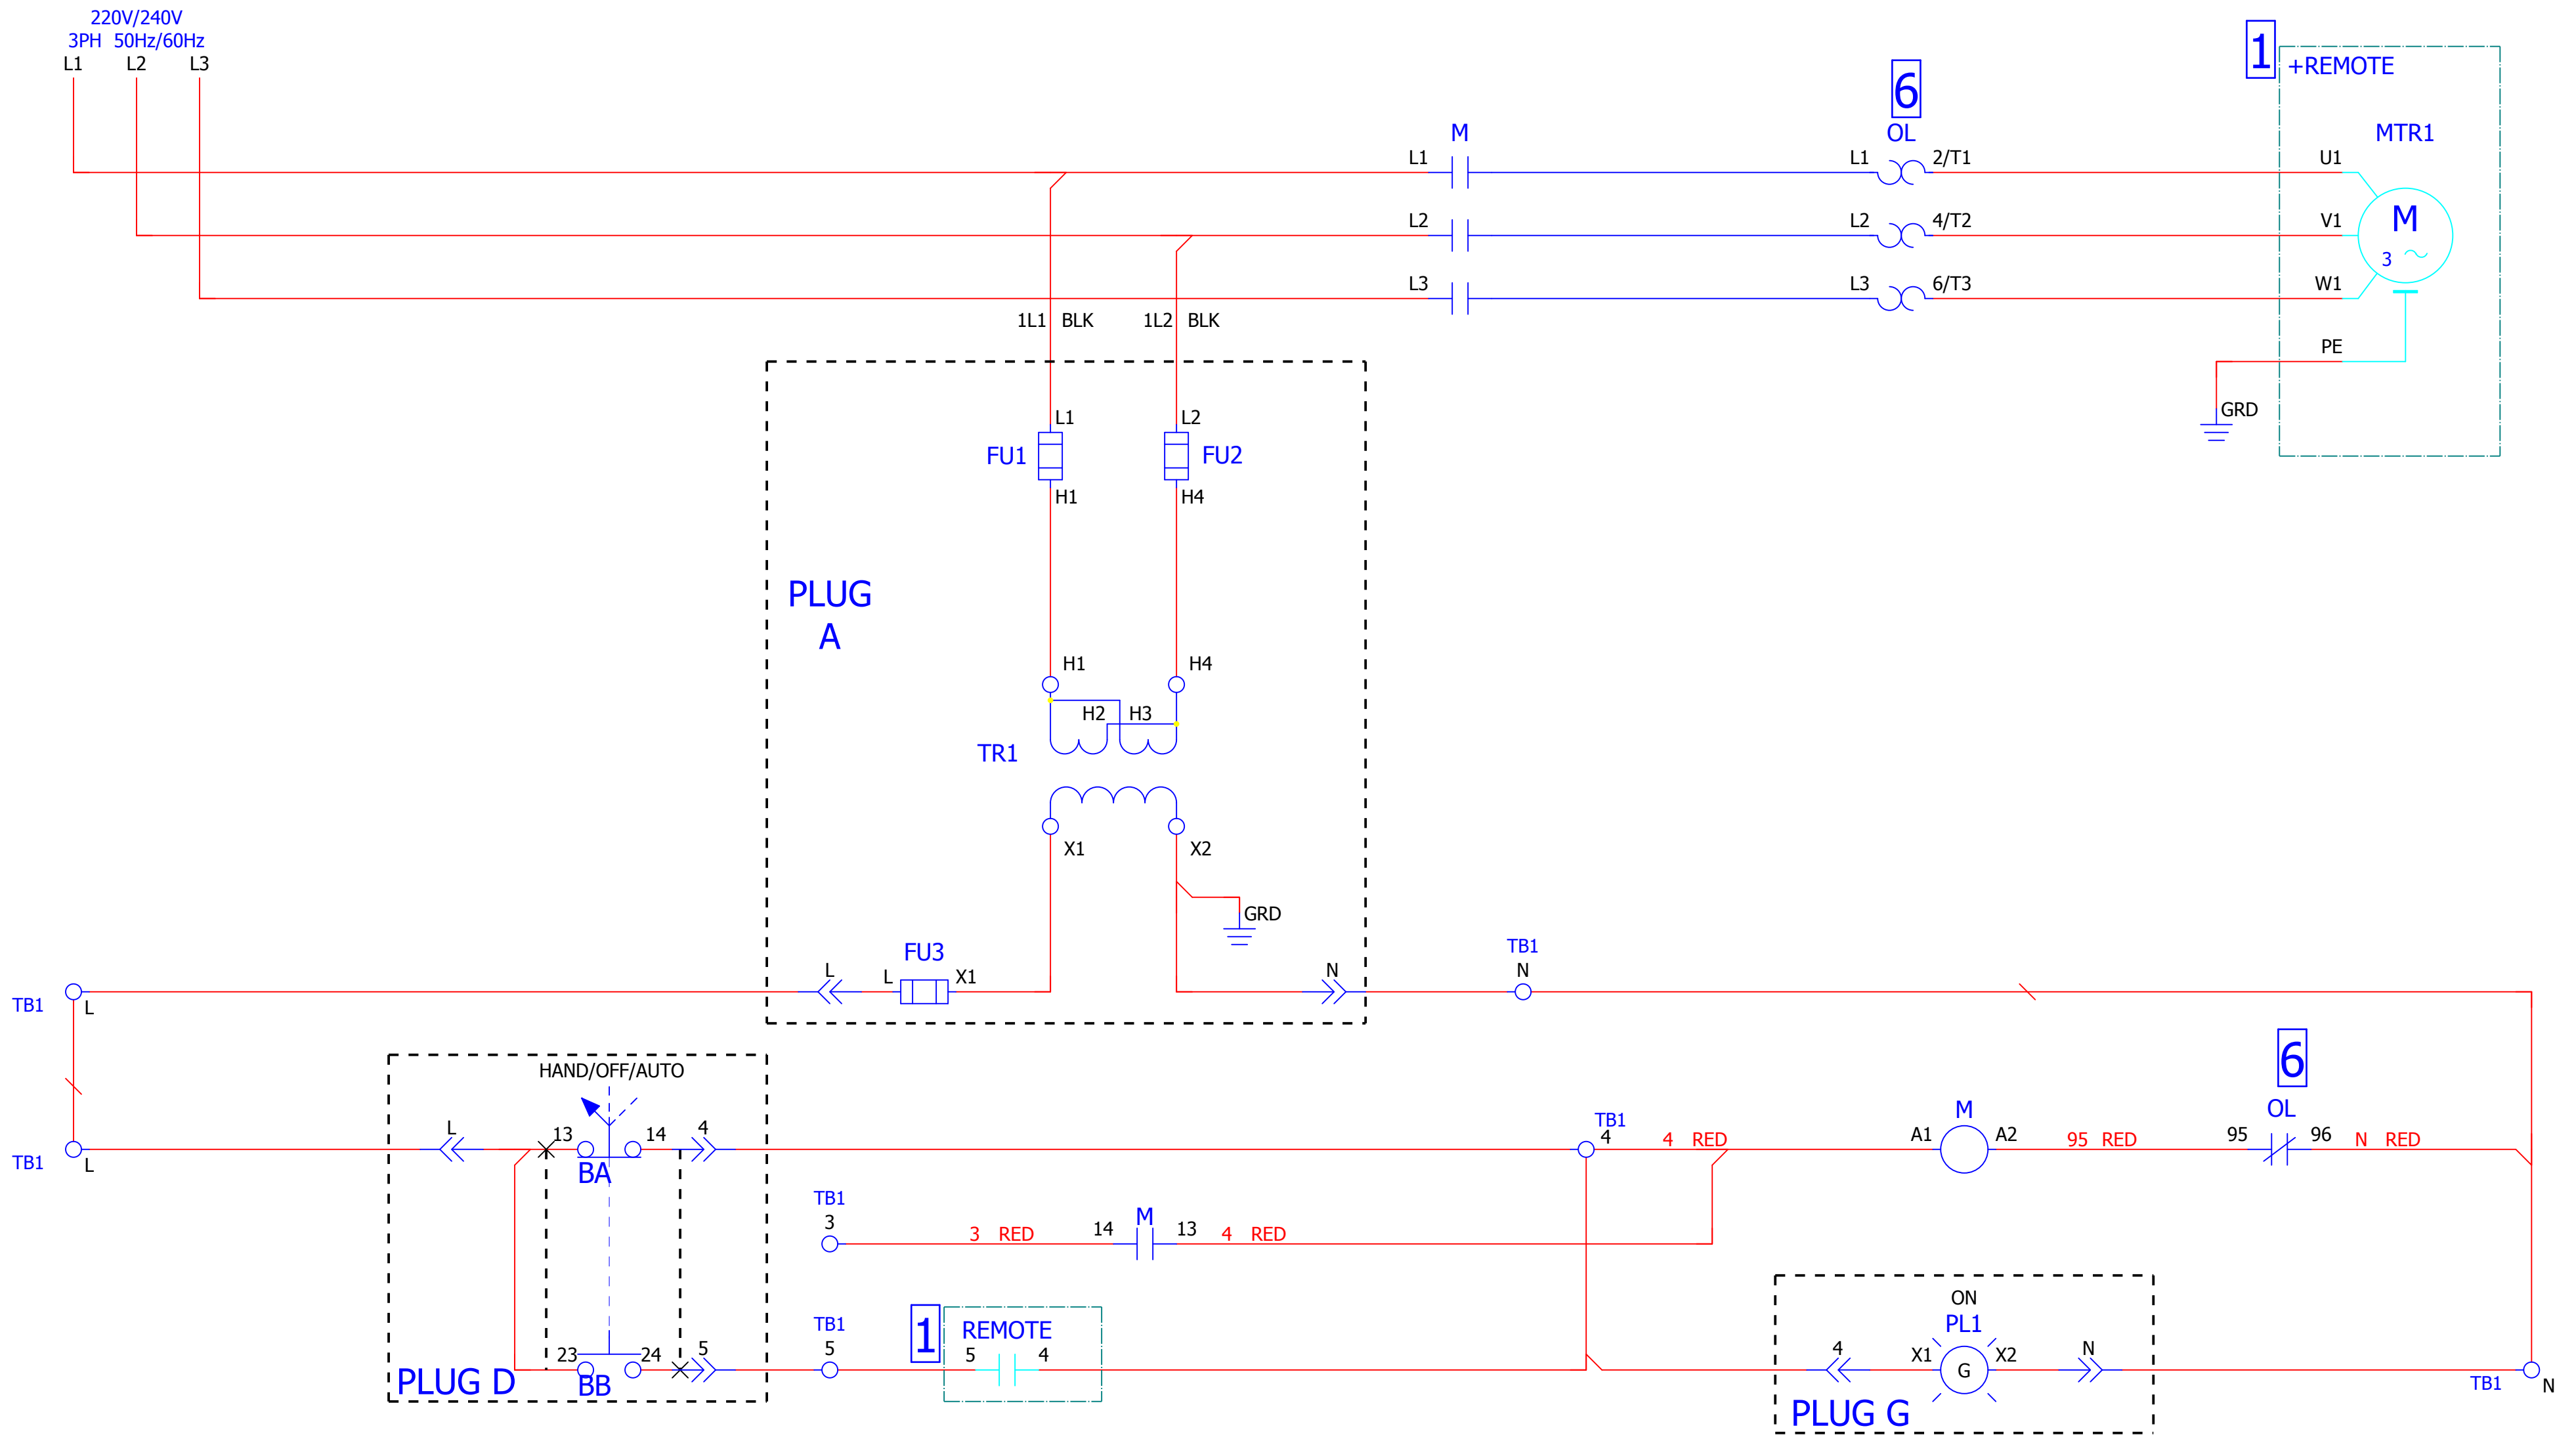 220V/240V
3PH 50Hz/60Hz
L1 L2 L3
1
+REMOTE
6
OL
M
MTR1
L1 L1 2/T1 U1
L2 L2 4/T2 V1
M
3
L3 L3 6/T3 W1
1L1 BLK 1L2 BLK
PE
GRD
L1 L2
FU1 FU2
H1 H4
PLUG
A
H1 H4
H2 H3
TR1
X1 X2
GRD
FU3
TB1
L L X1 N N
TB1 L
6
HAND/OFF/AUTO
OL
M
TB1
L 13 14 4 4 4 RED A1 A2 95 RED 95 96 N RED
TB1 L
BA
TB1
3 3 RED 14 M 13 4 RED
ON
TB1 1 REMOTE PL1
23 24 5 5 5 4 4 X1 G X2 N
PLUG D BB TB1 N
PLUG G